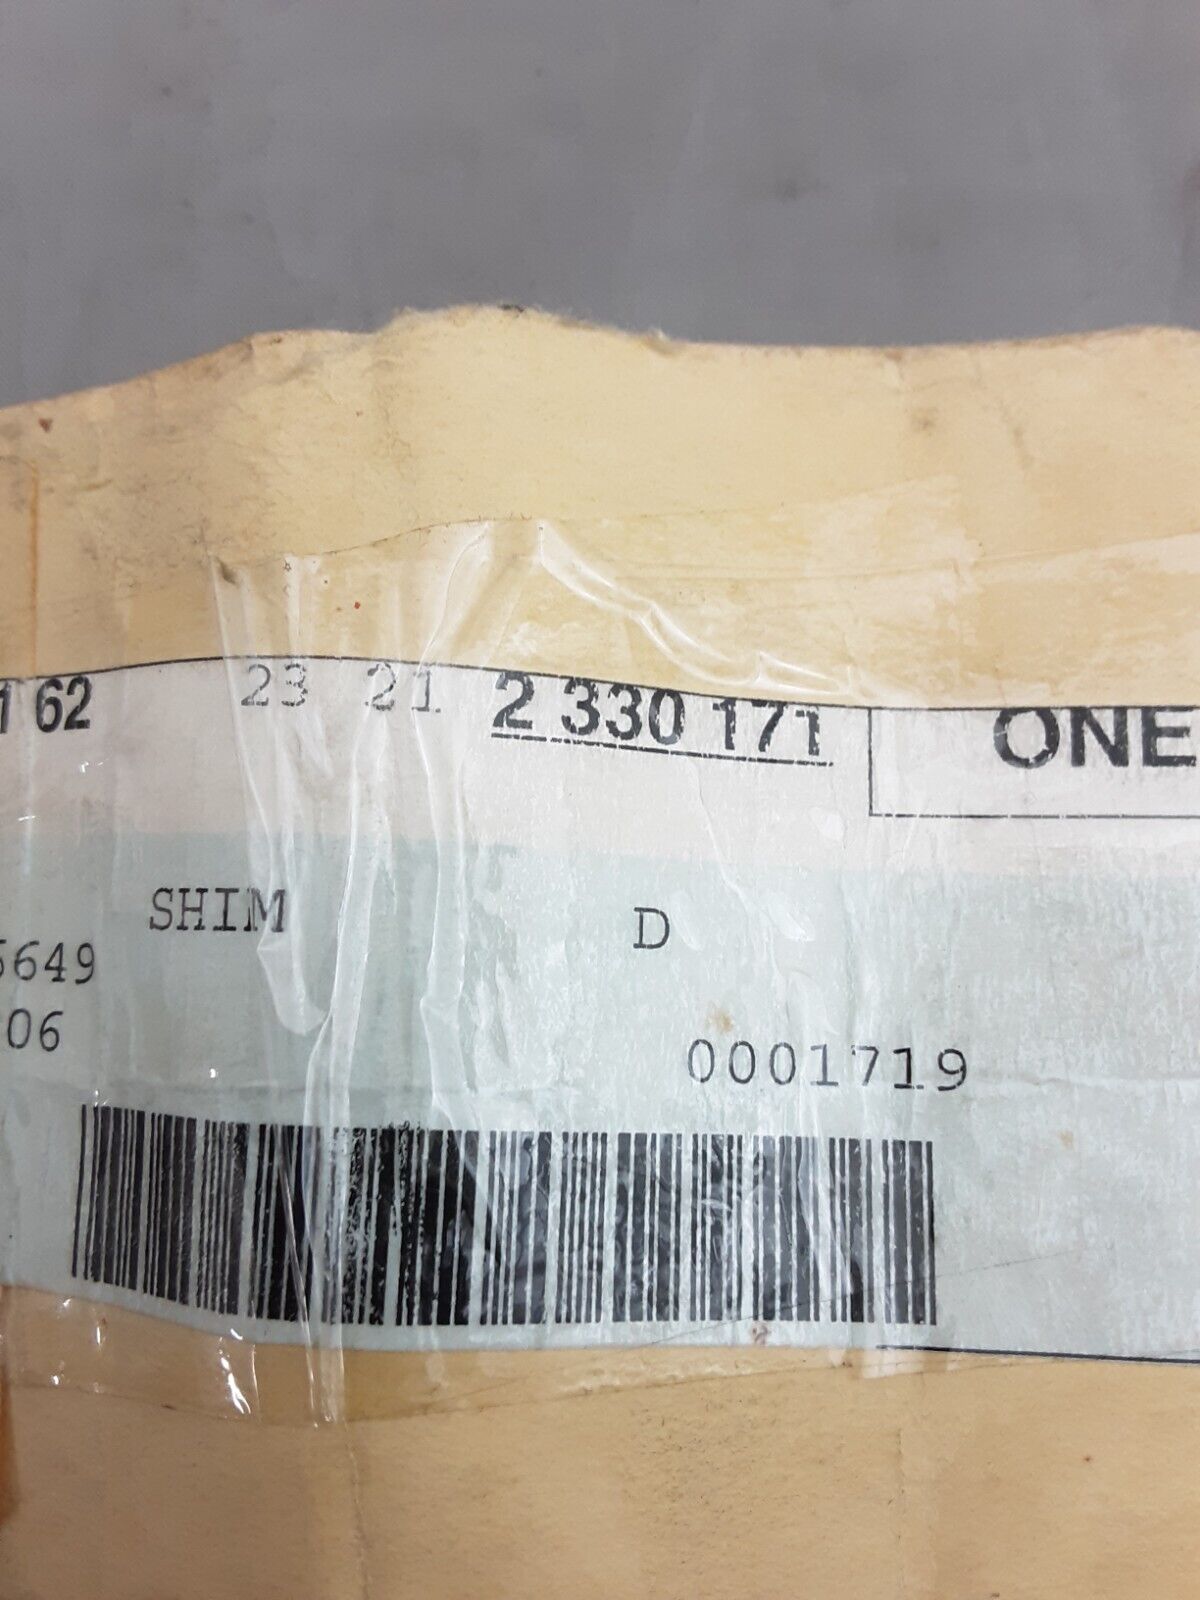 1 62 23 21 2 330 171 ONE
SHIM D
5649
06 0001719